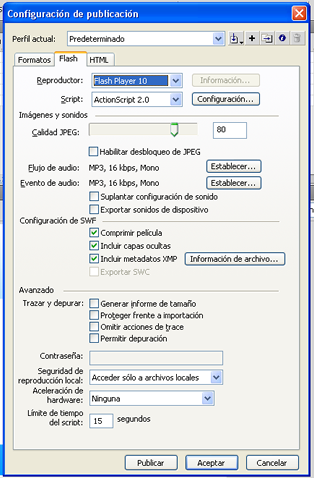 Configuración de publicación
Perfil actual: Predeterminado
Formatos Flash HTML
Reproductor: Flash Player 10 Información...
Script: ActionScript 2.0 Configuración...
Imágenes y sonidos
Calidad JPEG: 80
Habilitar desbloqueo de JPEG
Flujo de audio: MP3, 16 kbps, Mono Establecer...
Evento de audio: MP3, 16 kbps, Mono Establecer...
Suplantar configuración de sonido
Exportar sonidos de dispositivo
Configuración de SWF
Comprimir película
Incluir capas ocultas
Incluir metadatos XMP Información de archivo...
Exportar SWC
Avanzado
Trazar y depurar: Generar informe de tamaño
Proteger frente a importación
Omitir acciones de trace
Permitir depuración
Contraseña:
Seguridad de
reproducción local: Acceder sólo a archivos locales
Aceleración de
hardware: Ninguna
Límite de tiempo
del script: 15 segundos
Publicar Aceptar Cancelar